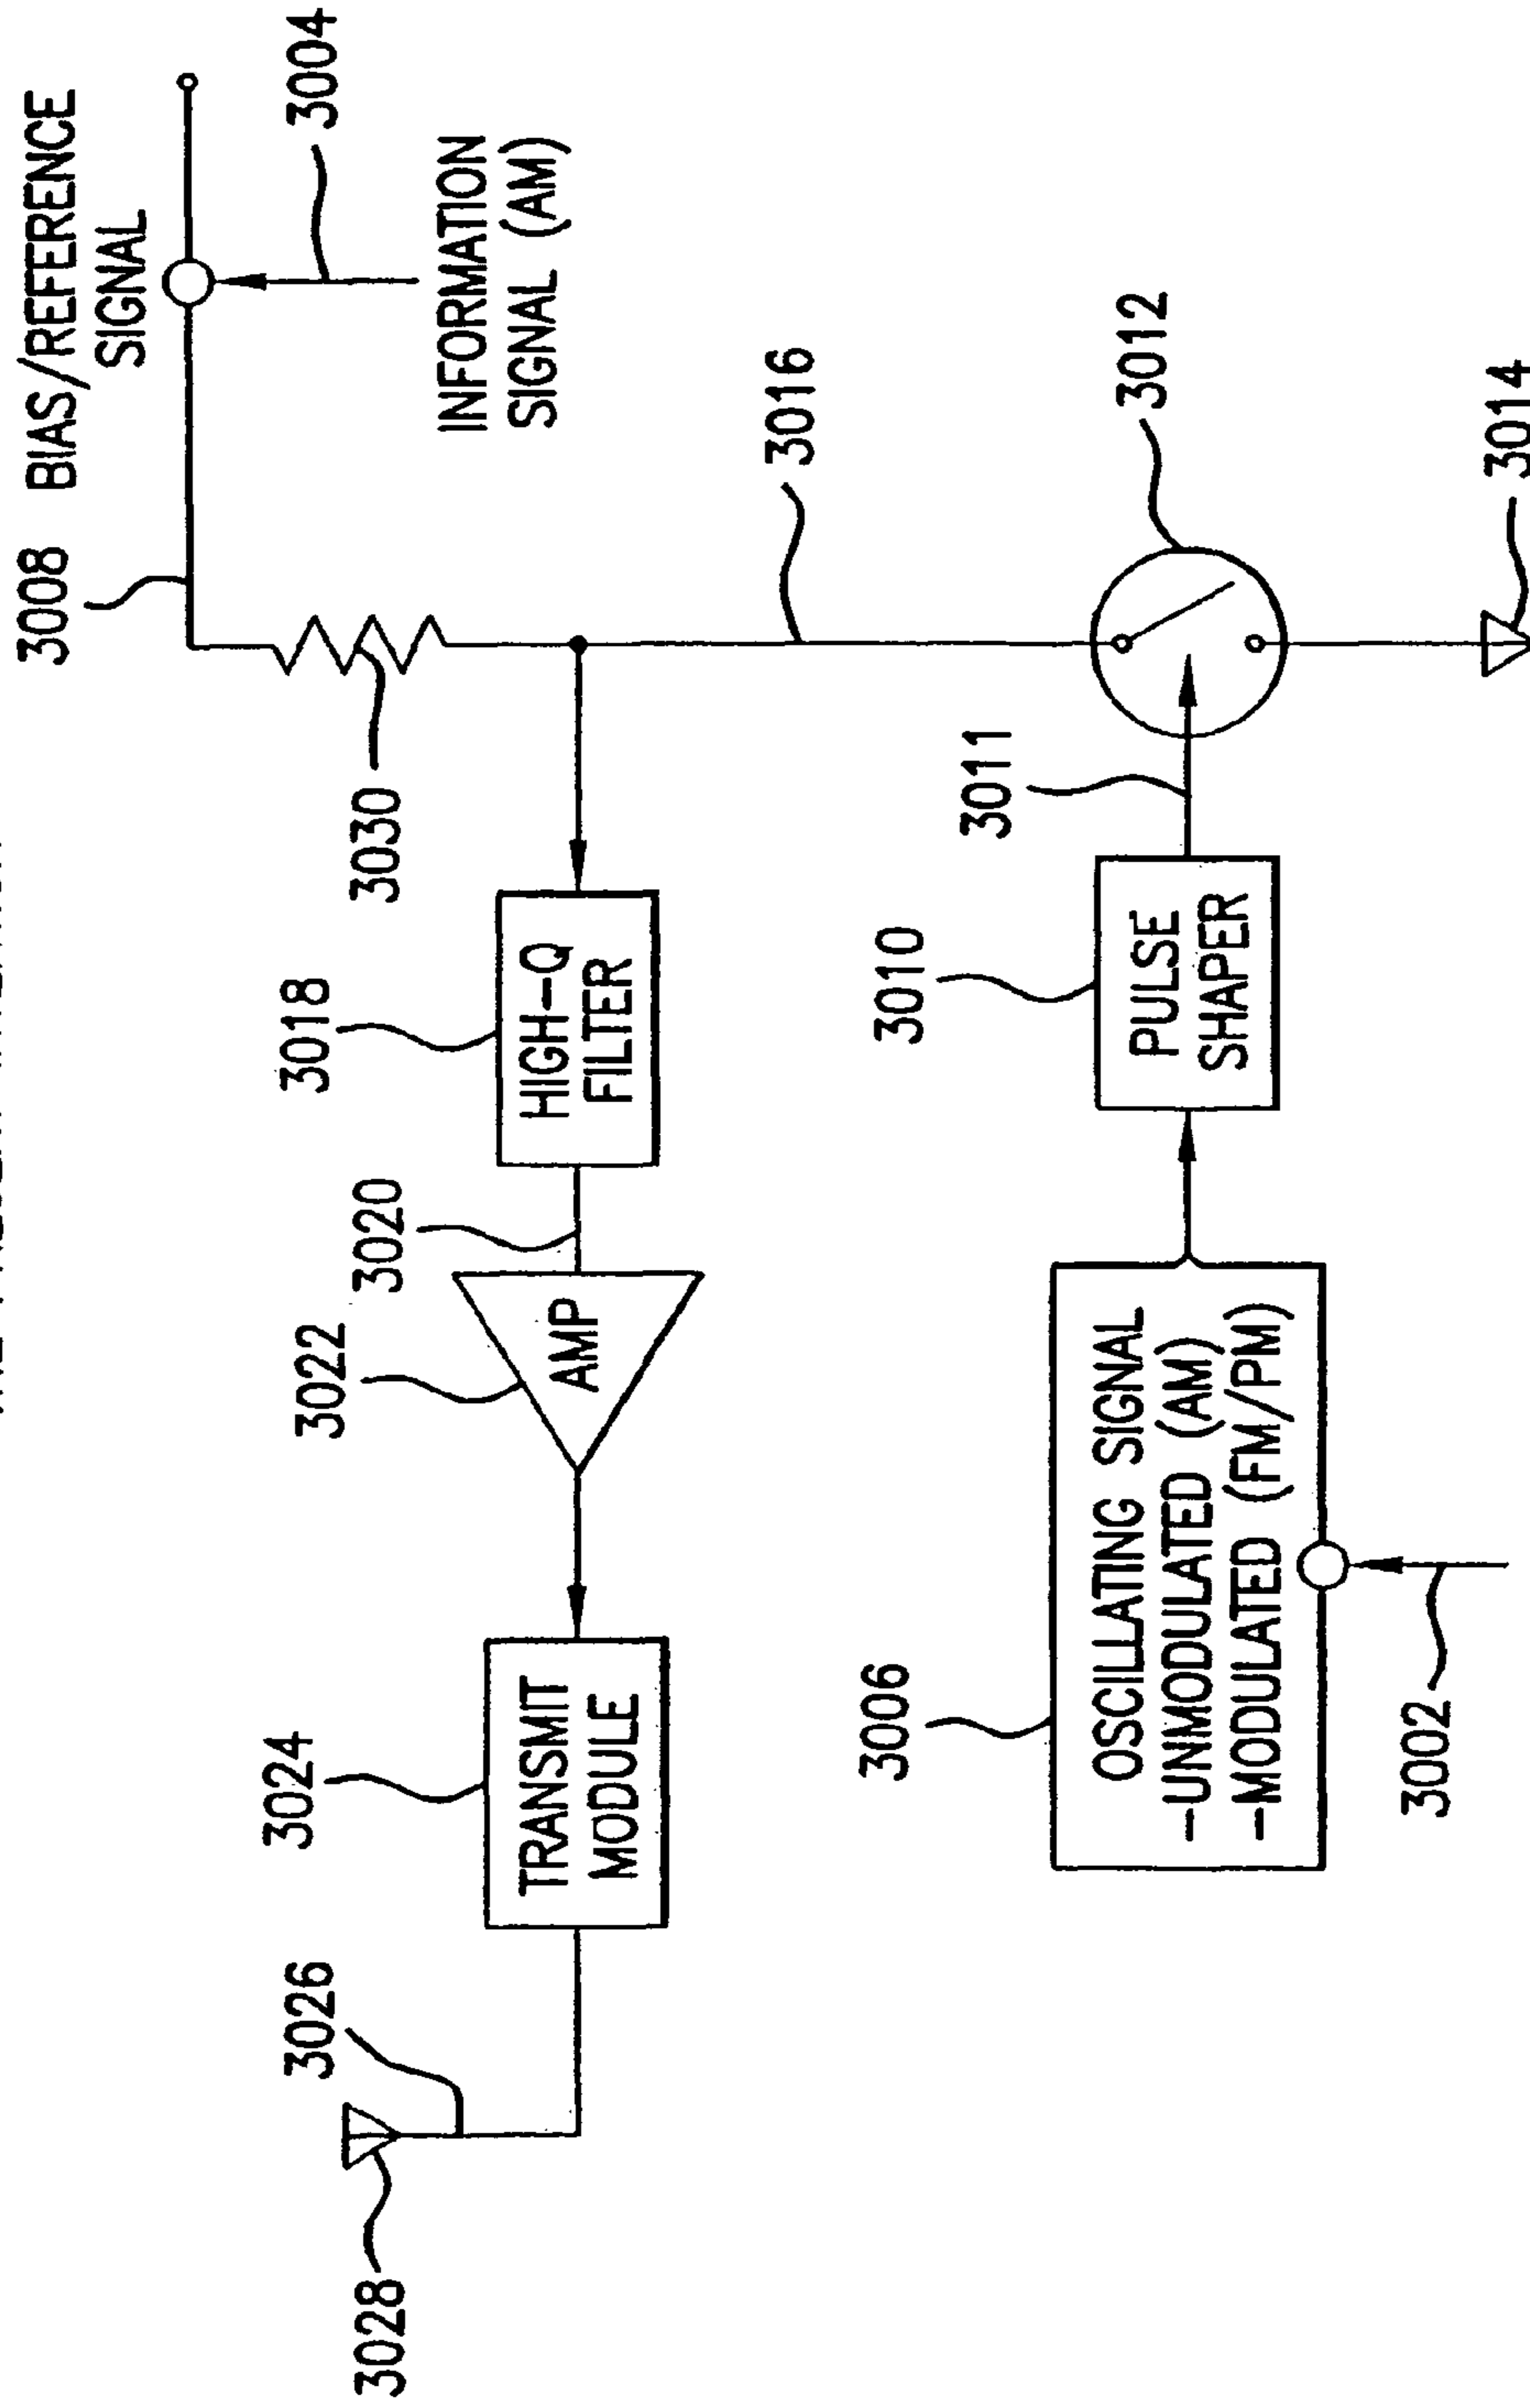 3008 BIAS/REFERENCE
SIGNAL
3004
INFORMATION
SIGNAL (AM)
3030
3016
3012
3014
3011
3018
HIGH-Q
FILTER
3010
PULSE
SHAPER
3020
3022
AMP
3024
TRANSMIT
MODULE
3006
OSCILLATING SIGNAL
-UNMODULATED (AM)
-MODULATED (FM/PM)
3002
3026
3028